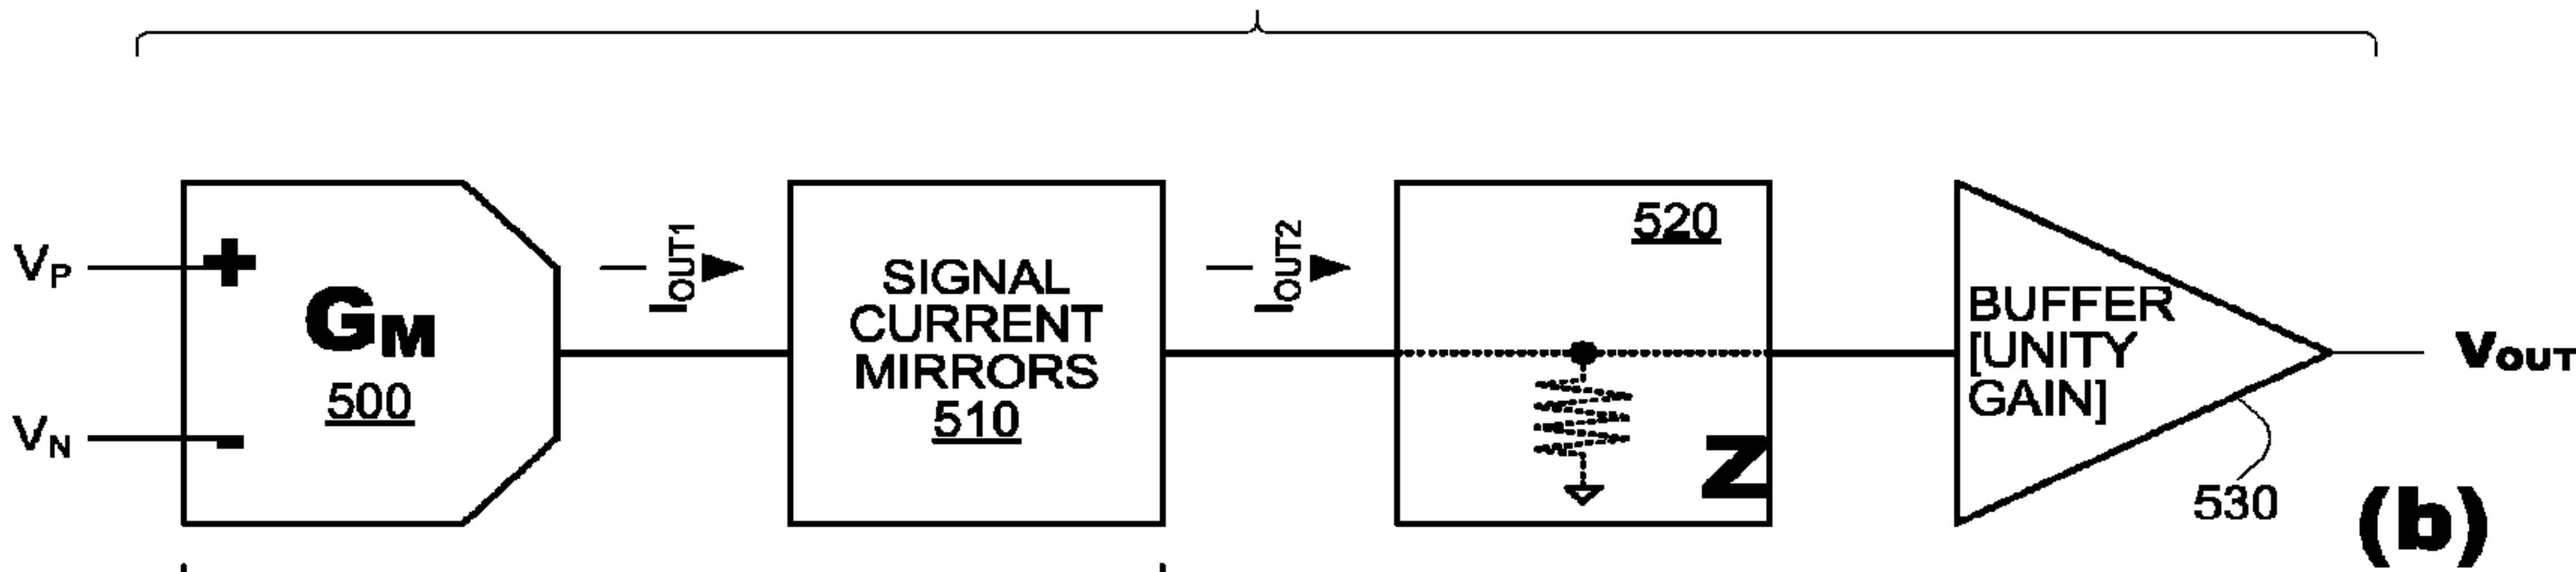 VP
+
GM
500
VN
-
IOUT1
SIGNAL
CURRENT
MIRRORS
510
IOUT2
520
Z
BUFFER
[UNITY
GAIN]
530
VOUT
(b)